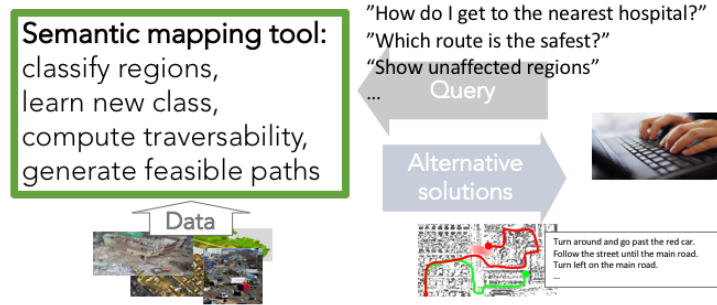 Semantic mapping tool:
classify regions,
learn new class,
compute traversability,
generate feasible paths
”How do I get to the nearest hospital?”
”Which route is the safest?”
“Show unaffected regions”
...
Query
Alternative
solutions
Data
Turn around and go past the red car.
Follow the street until the main road.
Turn left on the main road.
...